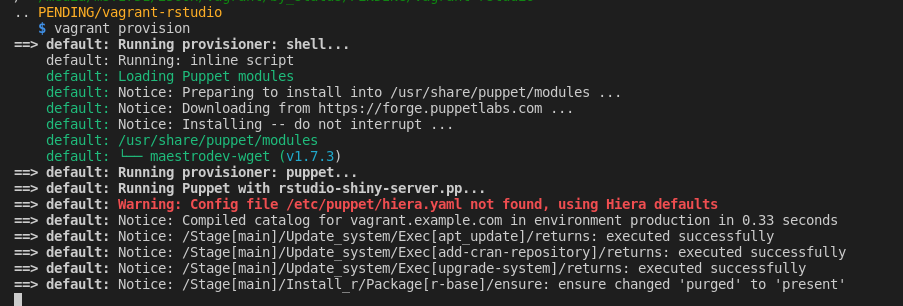 .. PENDING/vagrant-rstudio
$ vagrant provision
==> default: Running provisioner: shell...
default: Running: inline script
default: Loading Puppet modules
default: Notice: Preparing to install into /usr/share/puppet/modules ...
default: Notice: Downloading from https://forge.puppetlabs.com ...
default: Notice: Installing -- do not interrupt ...
default: /usr/share/puppet/modules
default: └── maestrodev-wget (v1.7.3)
==> default: Running provisioner: puppet...
==> default: Running Puppet with rstudio-shiny-server.pp...
==> default: Warning: Config file /etc/puppet/hiera.yaml not found, using Hiera defaults
==> default: Notice: Compiled catalog for vagrant.example.com in environment production in 0.33 seconds
==> default: Notice: /Stage[main]/Update_system/Exec[apt_update]/returns: executed successfully
==> default: Notice: /Stage[main]/Update_system/Exec[add-cran-repository]/returns: executed successfully
==> default: Notice: /Stage[main]/Update_system/Exec[upgrade-system]/returns: executed successfully
==> default: Notice: /Stage[main]/Install_r/Package[r-base]/ensure: ensure changed 'purged' to 'present'